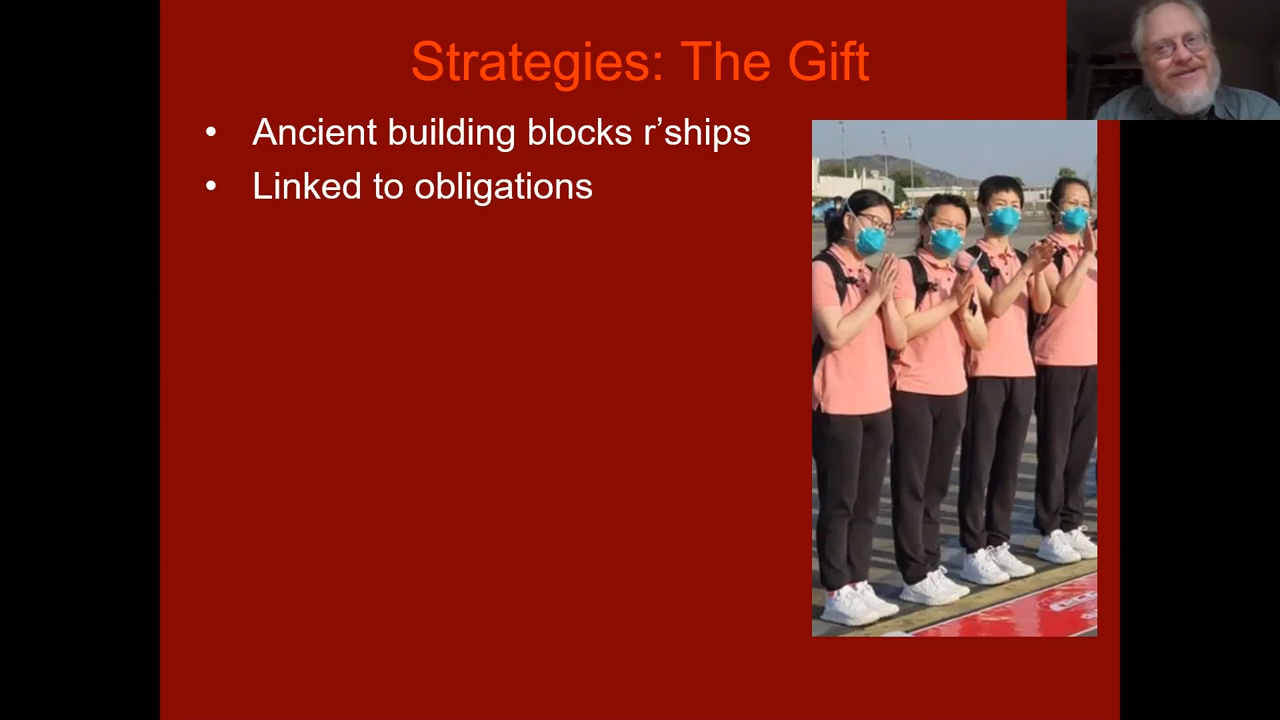 Strategies: The Gift
• Ancient building blocks r’ships
• Linked to obligations